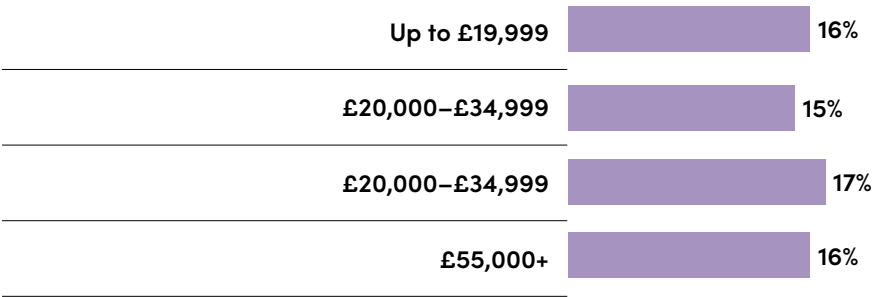 Up to £19,999 16%
£20,000–£34,999 15%
£20,000–£34,999 17%
£55,000+ 16%